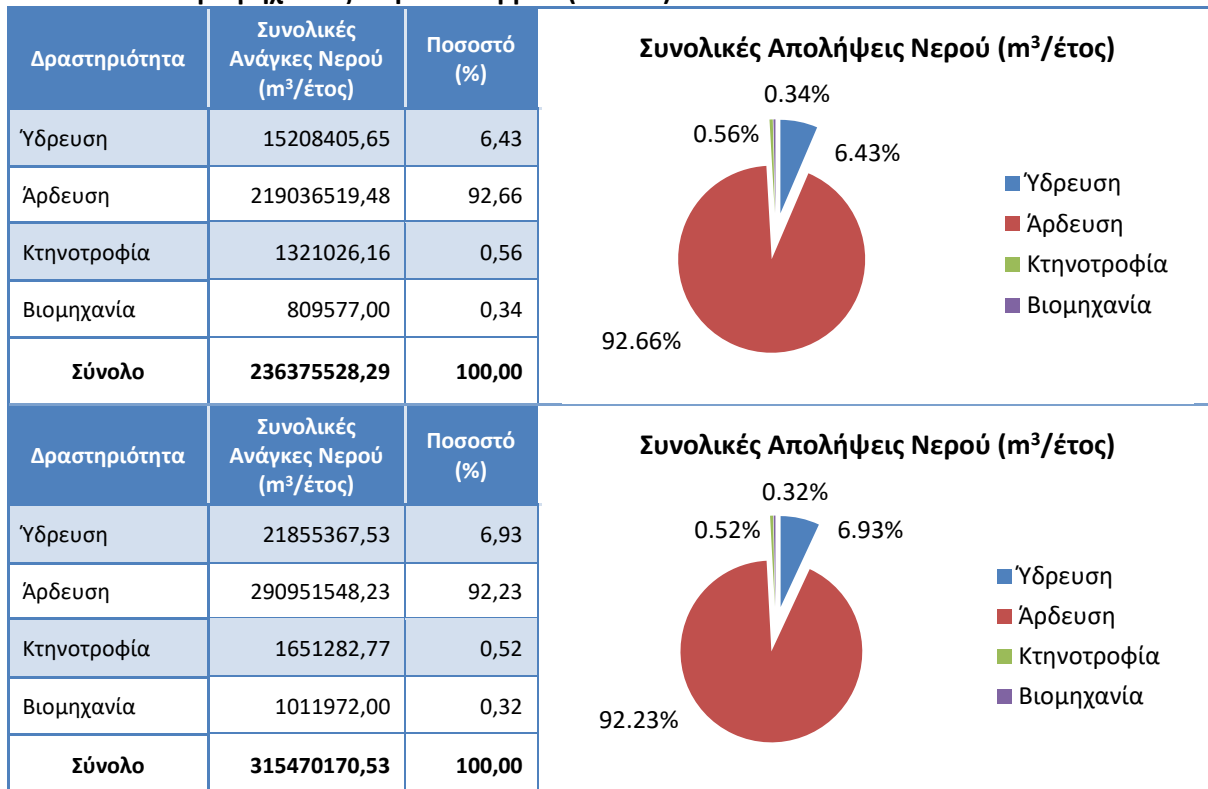 Δραστηριότητα
Συνολικές
Ανάγκες Νερού
(m³/έτος)
Ποσοστό
(%)
Ύδρευση 15208405,65 6,43
Άρδευση 219036519,48 92,66
Κτηνοτροφία 1321026,16 0,56
Βιομηχανία 809577,00 0,34
Σύνολο 236375528,29 100,00
Συνολικές Απολήψεις Νερού (m³/έτος)
0.34%
0.56%
6.43%
92.66%
Ύδρευση
Άρδευση
Κτηνοτροφία
Βιομηχανία
Δραστηριότητα
Συνολικές
Ανάγκες Νερού
(m³/έτος)
Ποσοστό
(%)
Ύδρευση 21855367,53 6,93
Άρδευση 290951548,23 92,23
Κτηνοτροφία 1651282,77 0,52
Βιομηχανία 1011972,00 0,32
Σύνολο 315470170,53 100,00
Συνολικές Απολήψεις Νερού (m³/έτος)
0.32%
0.52%
6.93%
92.23%
Ύδρευση
Άρδευση
Κτηνοτροφία
Βιομηχανία